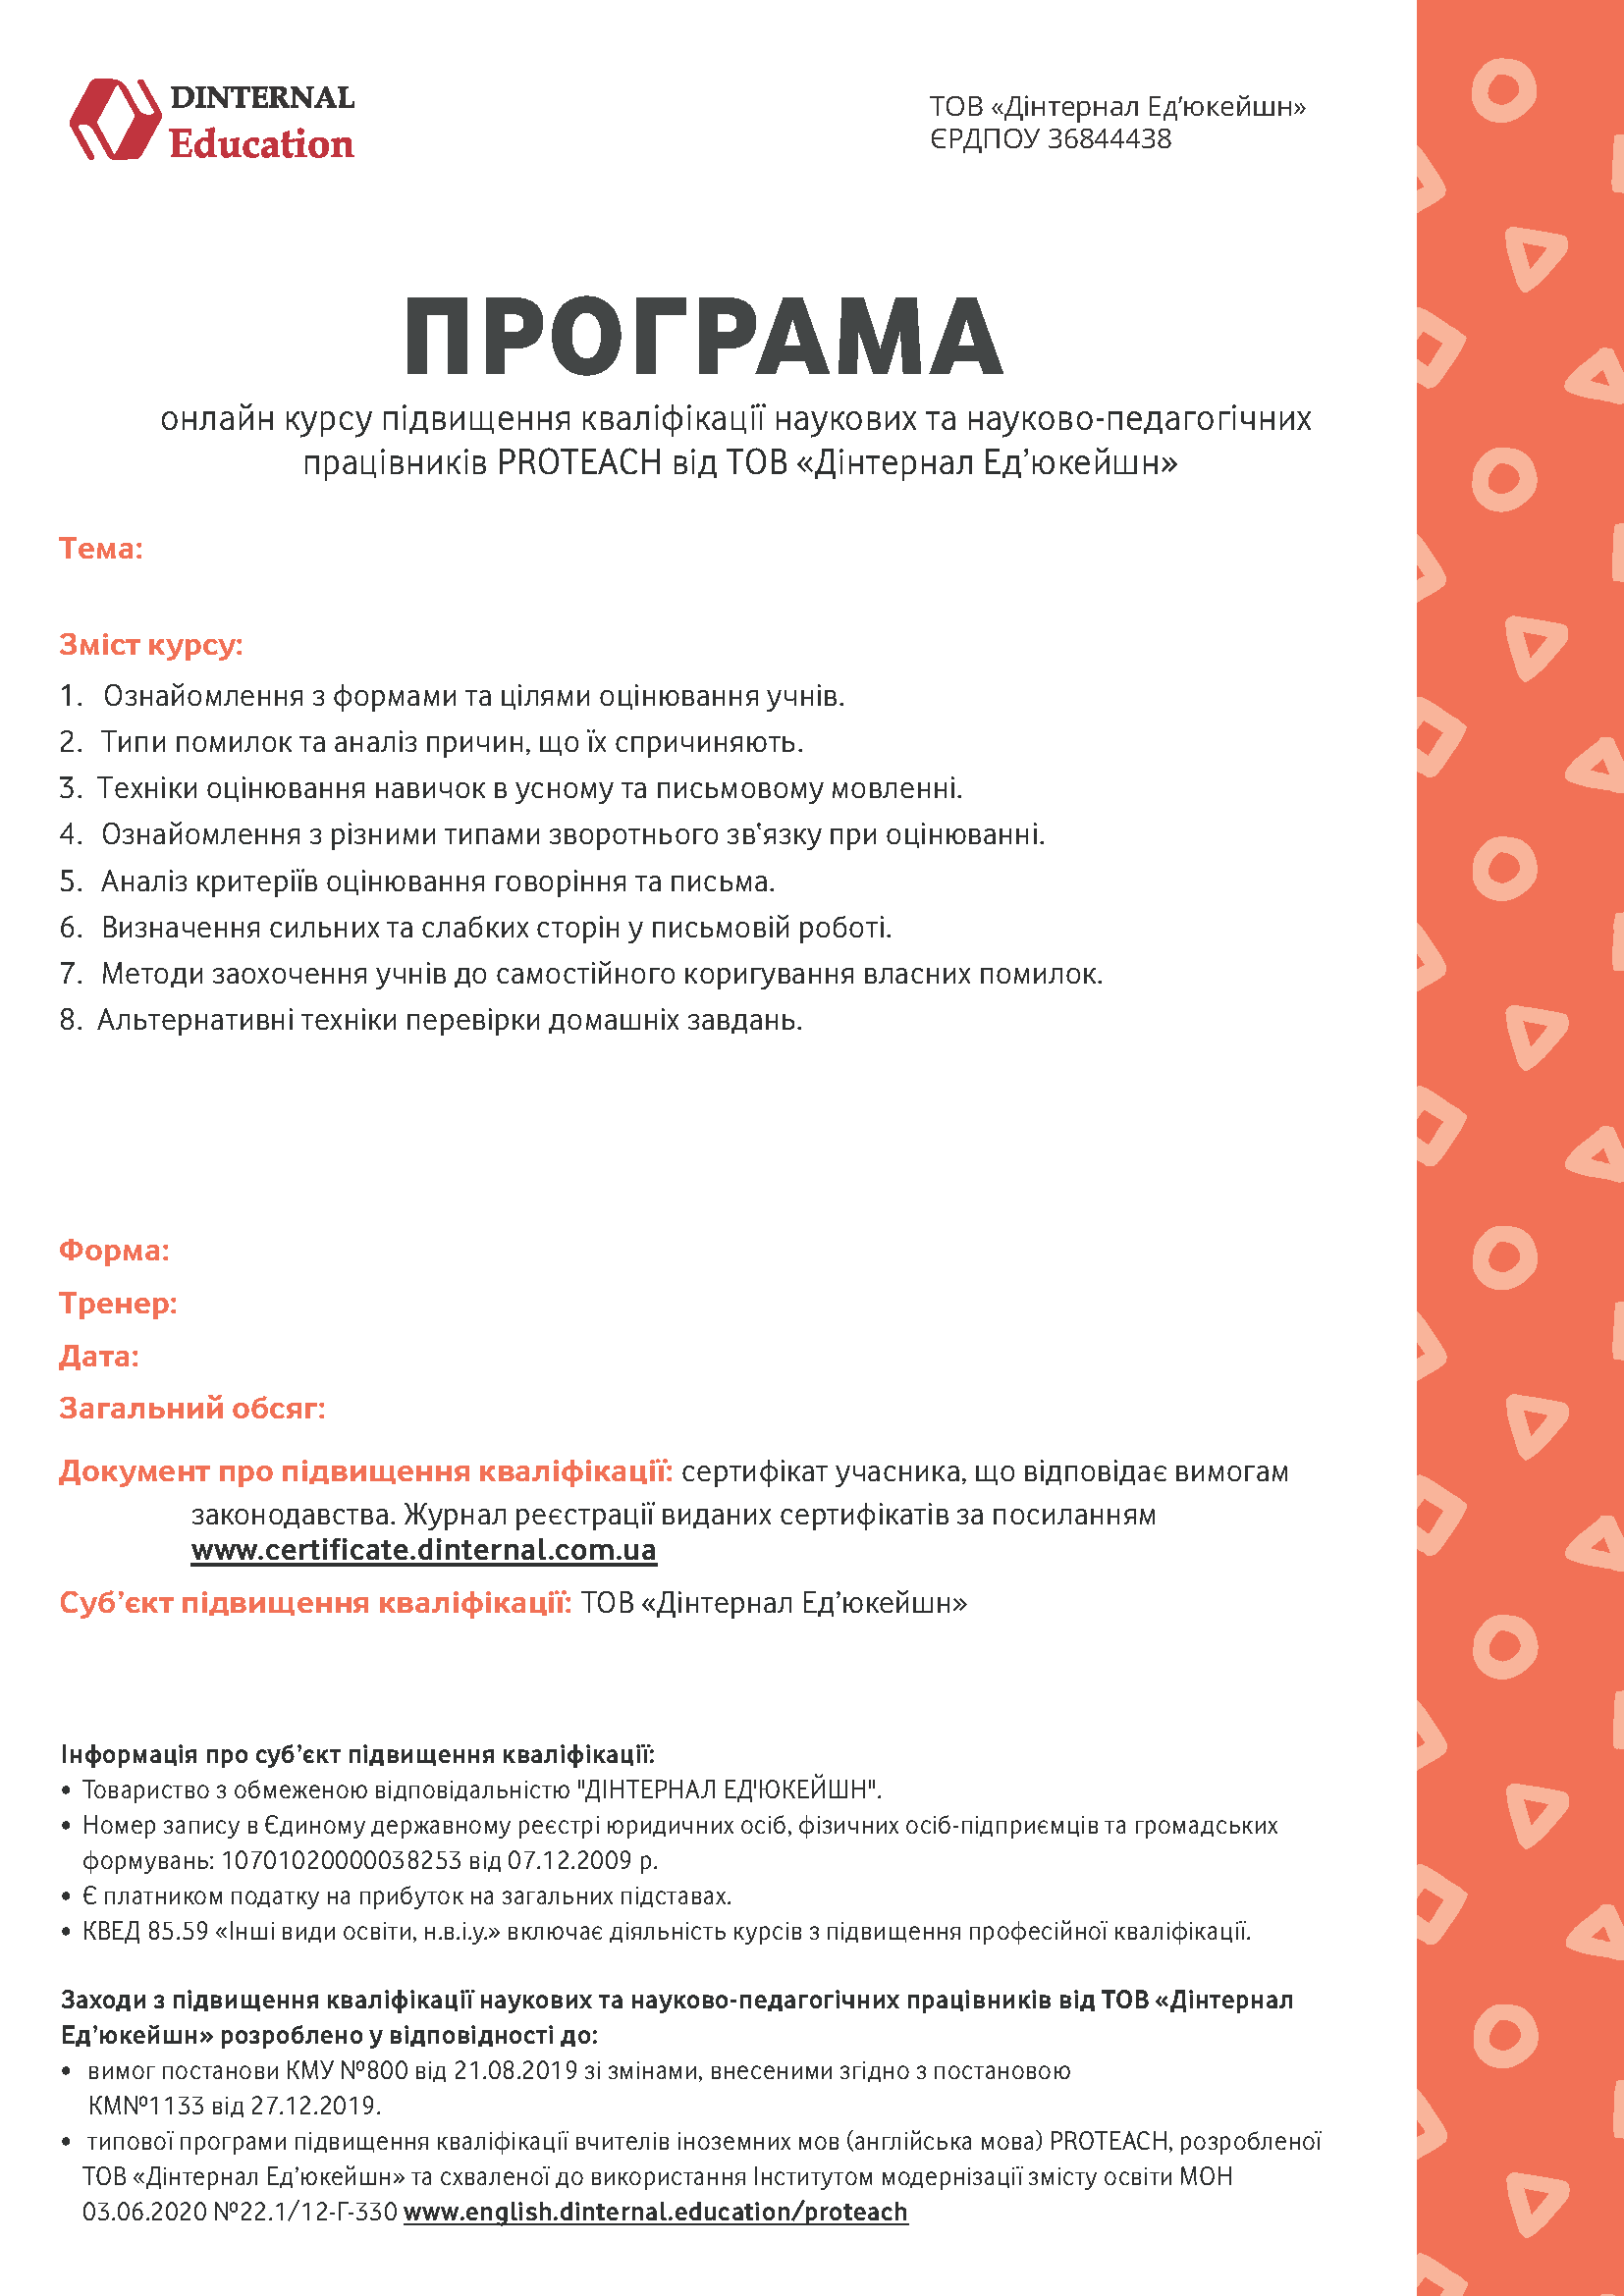 DINTERNAL
Education
ТОВ «Дінтернал Ед’юкейшн»
ЄРДПОУ 36844438
ПРОГРАМА
онлайн курсу підвищення кваліфікації наукових та науково-педагогічних
працівників PROTEACH від ТОВ «Дінтернал Ед’юкейшн»
Тема:
Зміст курсу:
1. Ознайомлення з формами та цілями оцінювання учнів.
2. Типи помилок та аналіз причин, що їх спричиняють.
3. Техніки оцінювання навичок в усному та письмовому мовленні.
4. Ознайомлення з різними типами зворотнього зв‛язку при оцінюванні.
5. Аналіз критеріїв оцінювання говоріння та письма.
6. Визначення сильних та слабких сторін у письмовій роботі.
7. Методи заохочення учнів до самостійного коригування власних помилок.
8. Альтернативні техніки перевірки домашніх завдань.
Форма:
Тренер:
Дата:
Загальний обсяг:
Документ про підвищення кваліфікації: сертифікат учасника, що відповідає вимогам
законодавства. Журнал реєстрації виданих сертифікатів за посиланням
www.certificate.dinternal.com.ua
Суб’єкт підвищення кваліфікації: ТОВ «Дінтернал Ед’юкейшн»
Інформація про суб’єкт підвищення кваліфікації:
• Товариство з обмеженою відповідальністю "ДІНТЕРНАЛ ЕД'ЮКЕЙШН".
• Номер запису в Єдиному державному реєстрі юридичних осіб, фізичних осіб-підприємців та громадських
формувань: 10701020000038253 від 07.12.2009 р.
• Є платником податку на прибуток на загальних підставах.
• КВЕД 85.59 «Інші види освіти, н.в.і.у.» включає діяльність курсів з підвищення професійної кваліфікації.
Заходи з підвищення кваліфікації наукових та науково-педагогічних працівників від ТОВ «Дінтернал
Ед’юкейшн» розроблено у відповідності до:
• вимог постанови КМУ №800 від 21.08.2019 зі змінами, внесеними згідно з постановою
КМ№1133 від 27.12.2019.
• типової програми підвищення кваліфікації вчителів іноземних мов (англійська мова) PROTEACH, розробленої
ТОВ «Дінтернал Ед’юкейшн» та схваленої до використання Інститутом модернізації змісту освіти МОН
03.06.2020 №22.1/12-Г-330 www.english.dinternal.education/proteach